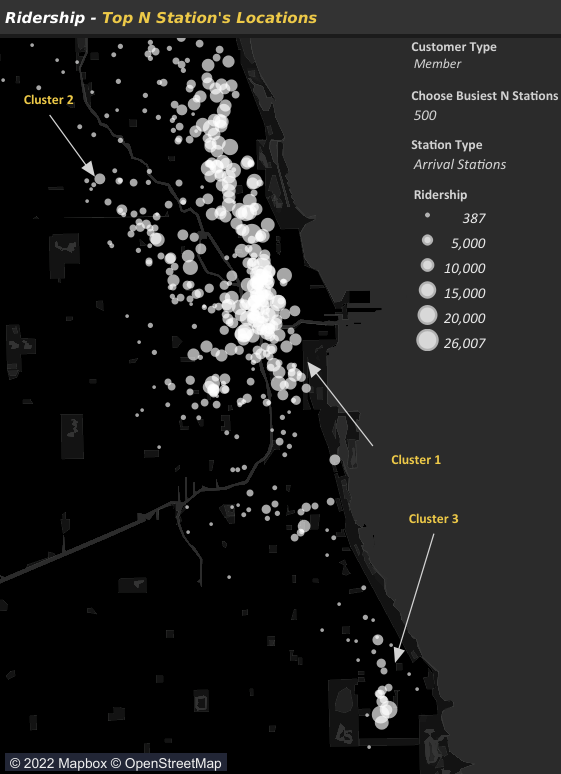 Ridership - Top N Station's Locations
Customer Type
Member
Choose Busiest N Stations
500
Station Type
Arrival Stations
Ridership
387
5,000
10,000
15,000
20,000
26,007
Cluster 2
Cluster 1
Cluster 3
© 2022 Mapbox © OpenStreetMap